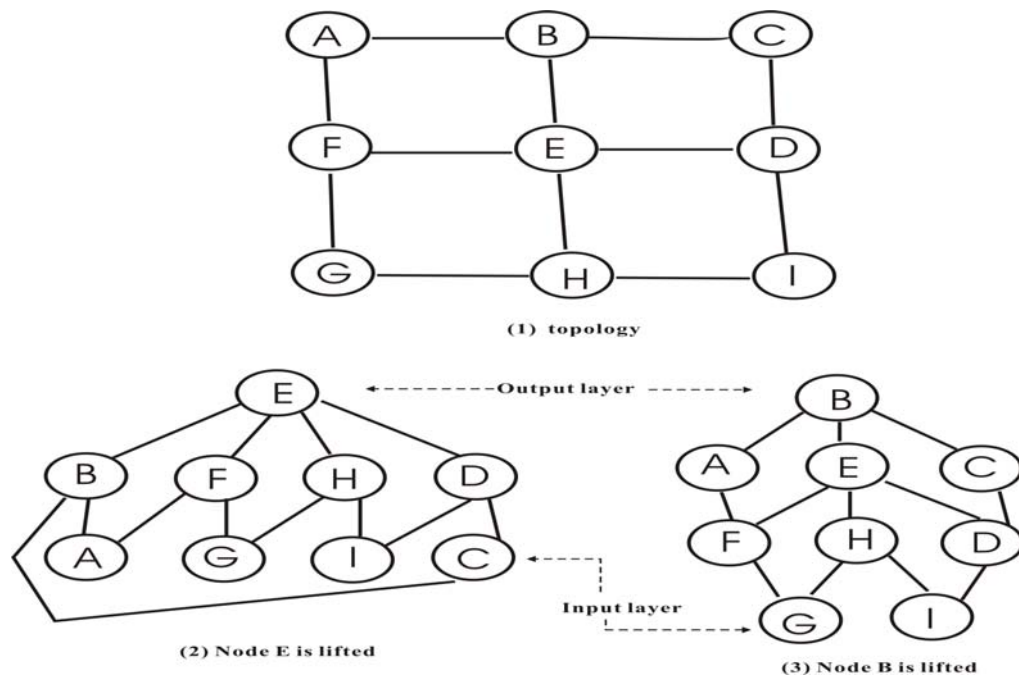 A B C
F E D
G H I
(1) topology
E
Output layer
B
B F H D
A E C
A G I C
F H D
Input layer
G I
(2) Node E is lifted
(3) Node B is lifted